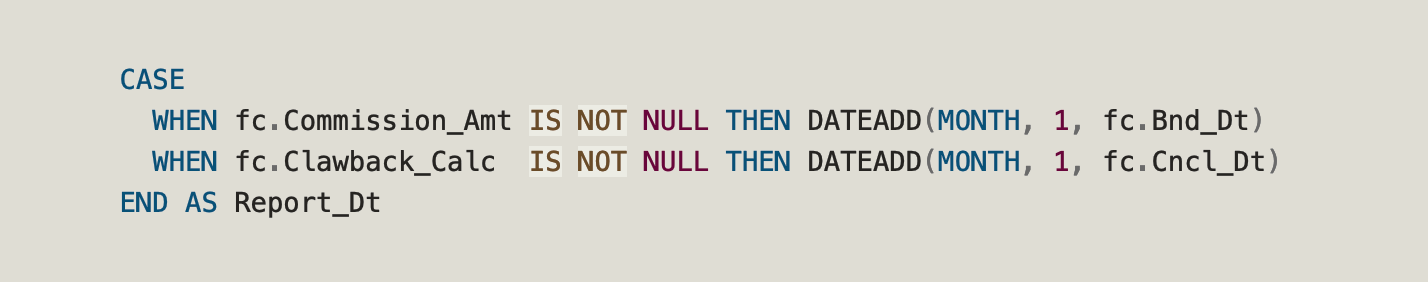 CASE
  WHEN fc.Commission_Amt IS NOT NULL THEN DATEADD(MONTH, 1, fc.Bnd_Dt)
  WHEN fc.Clawback_Calc  IS NOT NULL THEN DATEADD(MONTH, 1, fc.Cncl_Dt)
END AS Report_Dt